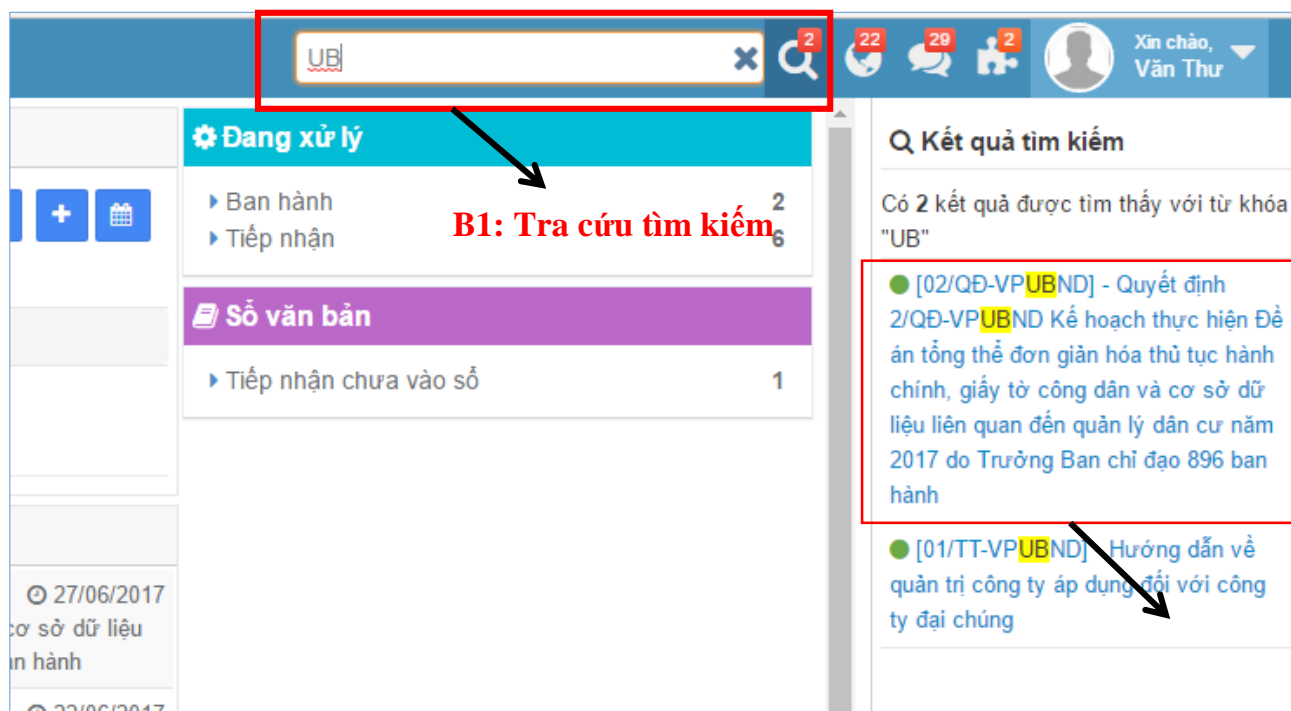 UB
2
22
29
2
Xin chào,
Văn Thư
Đang xử lý
Ban hành 2
Tiếp nhận 6
B1: Tra cứu tìm kiếm
Sổ văn bản
Tiếp nhận chưa vào sổ 1
27/06/2017
cơ sở dữ liệu
an hành
Kết quả tìm kiếm
Có 2 kết quả được tìm thấy với từ khóa
"UB"
[02/QĐ-VPUBND] - Quyết định
2/QĐ-VPUBND Kế hoạch thực hiện Đề
án tổng thể đơn giản hóa thủ tục hành
chính, giấy tờ công dân và cơ sở dữ
liệu liên quan đến quản lý dân cư năm
2017 do Trưởng Ban chỉ đạo 896 ban
hành
[01/TT-VPUBND] - Hướng dẫn về
quản trị công ty áp dụng đối với công
ty đại chúng